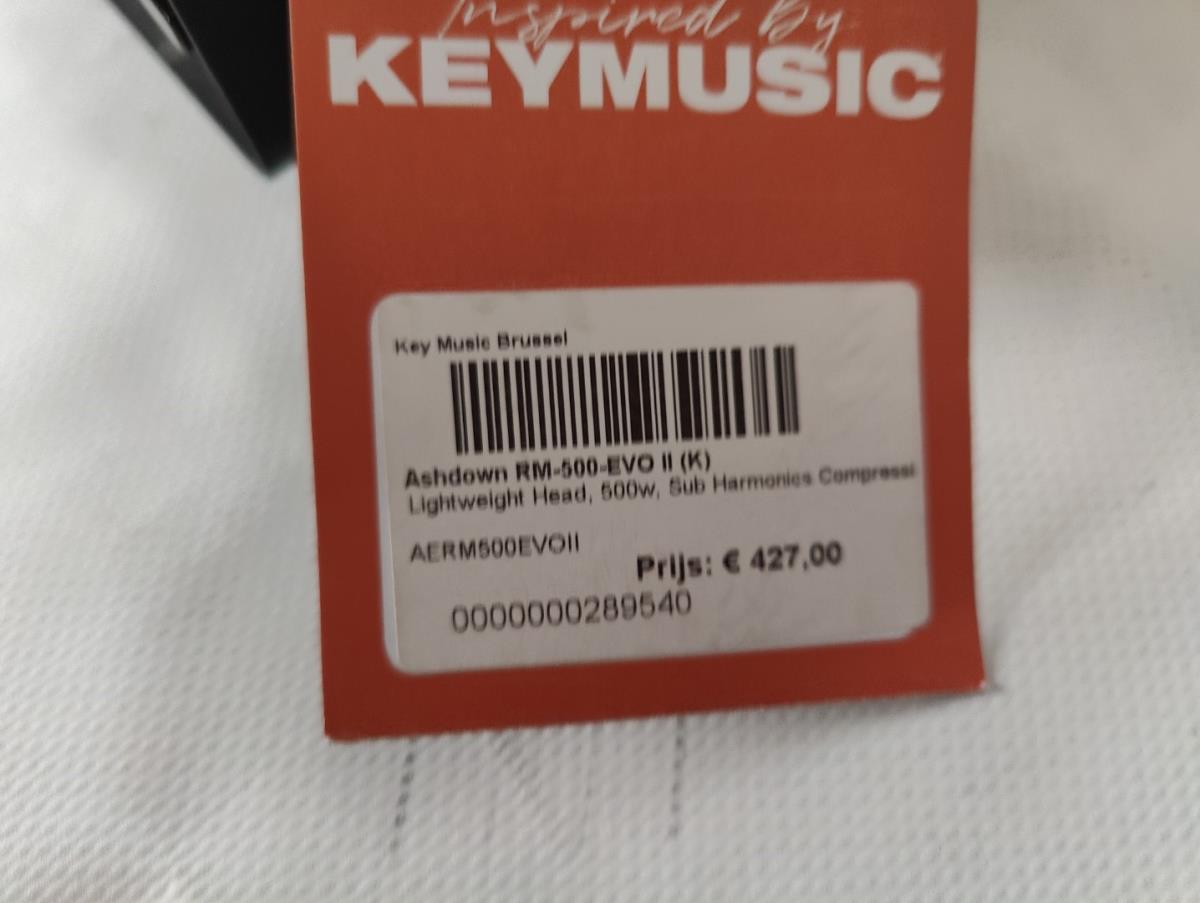 Inspired by
KEYMUSIC
Key Music Brussel
Ashdown RM-500-EVO II (K)
Lightweight Head, 500w, Sub Harmonics Compressi
AERM500EVOII
Prijs: € 427,00
0000000289540